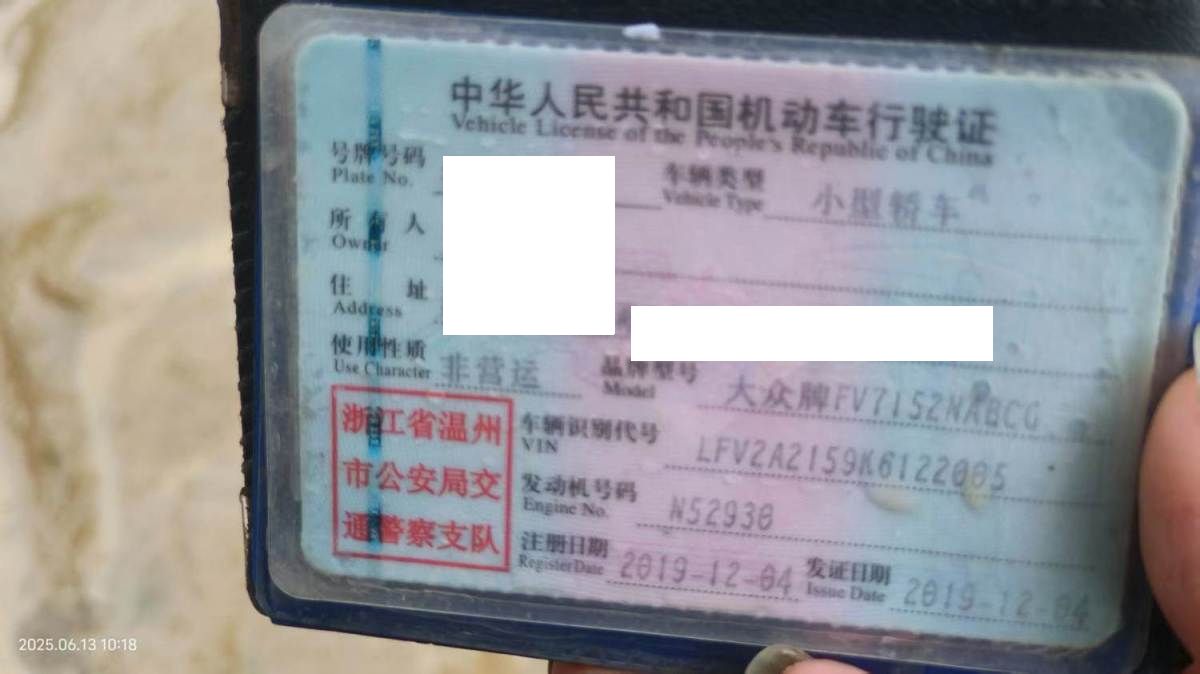 中华人民共和国机动车行驶证
Vehicle License of the People's Republic of China
号牌号码
Plate No.
车辆类型 小型轿车
Vehicle Type
所有人
Owner
住址
Address
使用性质 非营运
Use Character
品牌型号 大众牌FV7152NABCG
Model
浙江省温州
市公安局交
通警察支队
车辆识别代号 LFV2A2159K6122005
VIN
发动机号码 N52930
Engine No.
注册日期 2019-12-04
Register Date
发证日期 2019-12-04
Issue Date
2025.06.13 10:18